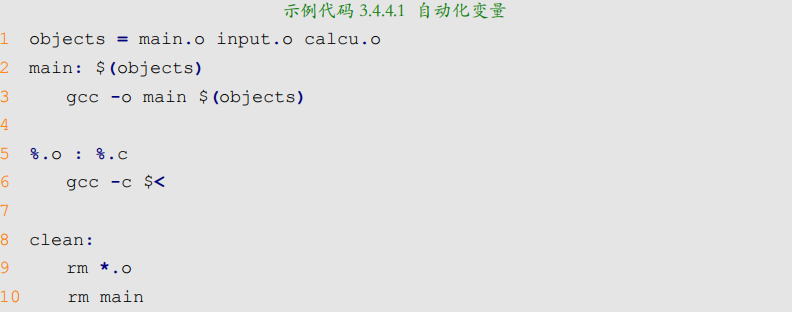 示例代码 3.4.4.1 自动化变量
1 objects = main.o input.o calcu.o
2 main: $(objects)
3     gcc -o main $(objects)
4
5 %.o : %.c
6     gcc -c $<
7
8 clean:
9     rm *.o
10     rm main